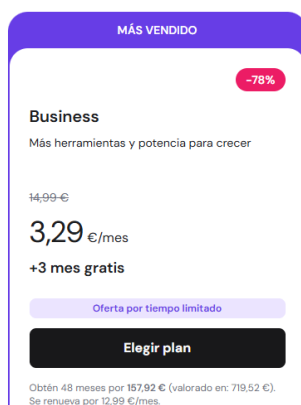 MÁS VENDIDO
-78%
Business
Más herramientas y potencia para crecer
14,99 €
3,29 €/mes
+3 mes gratis
Oferta por tiempo limitado
Elegir plan
Obtén 48 meses por 157,92 € (valorado en: 719,52 €).
Se renueva por 12,99 €/mes.